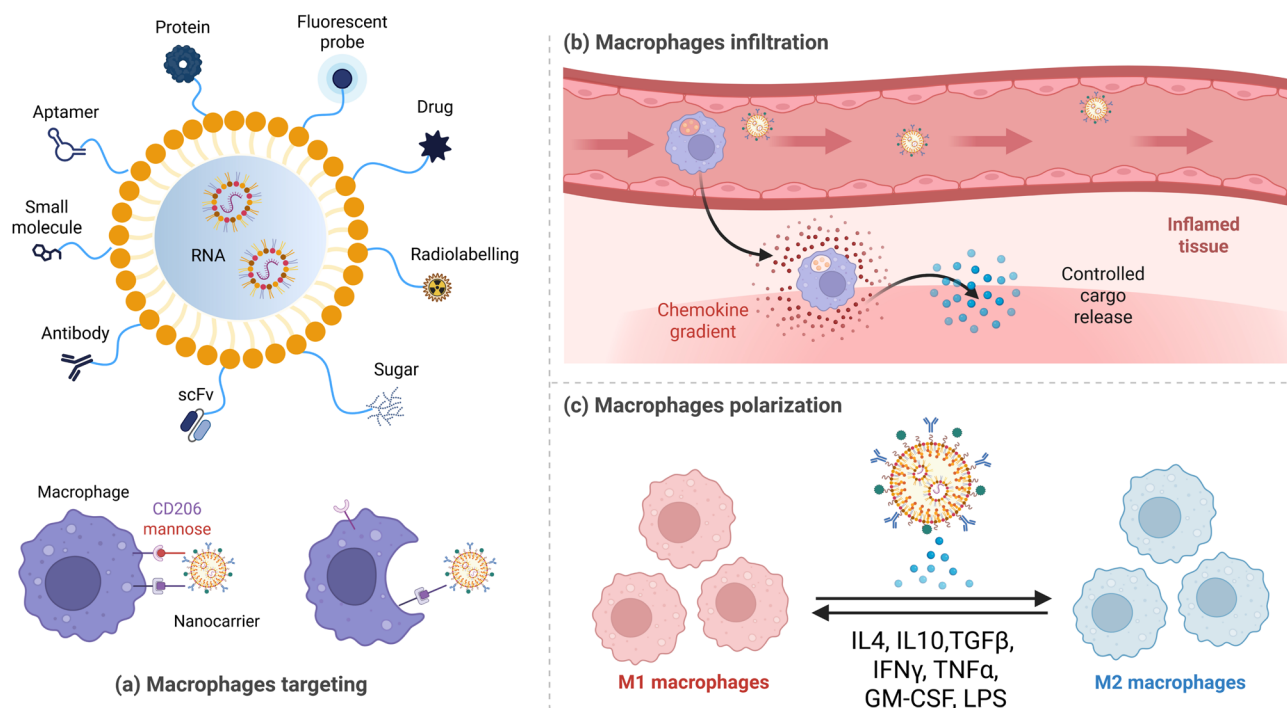 Protein
Fluorescent
probe
Aptamer
Drug
Small
molecule
RNA
Radiolabelling
Antibody
scFv
Sugar
Macrophage
CD206
mannose
Nanocarrier
(a) Macrophages targeting
(b) Macrophages infiltration
Inflamed
tissue
Chemokine
gradient
Controlled
cargo
release
(c) Macrophages polarization
IL4, IL10,TGFβ,
IFNγ, TNFα,
GM-CSF, LPS
M1 macrophages
M2 macrophages